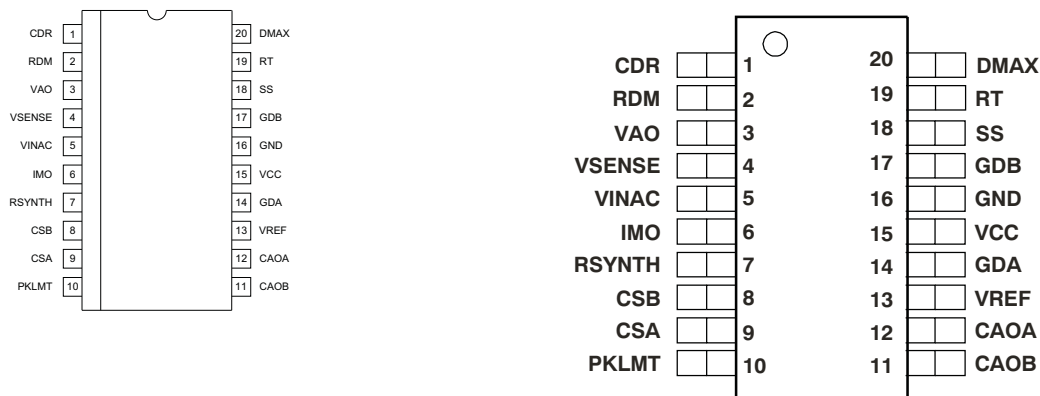 CDR 1 20 DMAX
RDM 2 19 RT
VAO 3 18 SS
VSENSE 4 17 GDB
VINAC 5 16 GND
IMO 6 15 VCC
RSYNTH 7 14 GDA
CSB 8 13 VREF
CSA 9 12 CAOA
PKLMT 10 11 CAOB
CDR 1 20 DMAX
RDM 2 19 RT
VAO 3 18 SS
VSENSE 4 17 GDB
VINAC 5 16 GND
IMO 6 15 VCC
RSYNTH 7 14 GDA
CSB 8 13 VREF
CSA 9 12 CAOA
PKLMT 10 11 CAOB